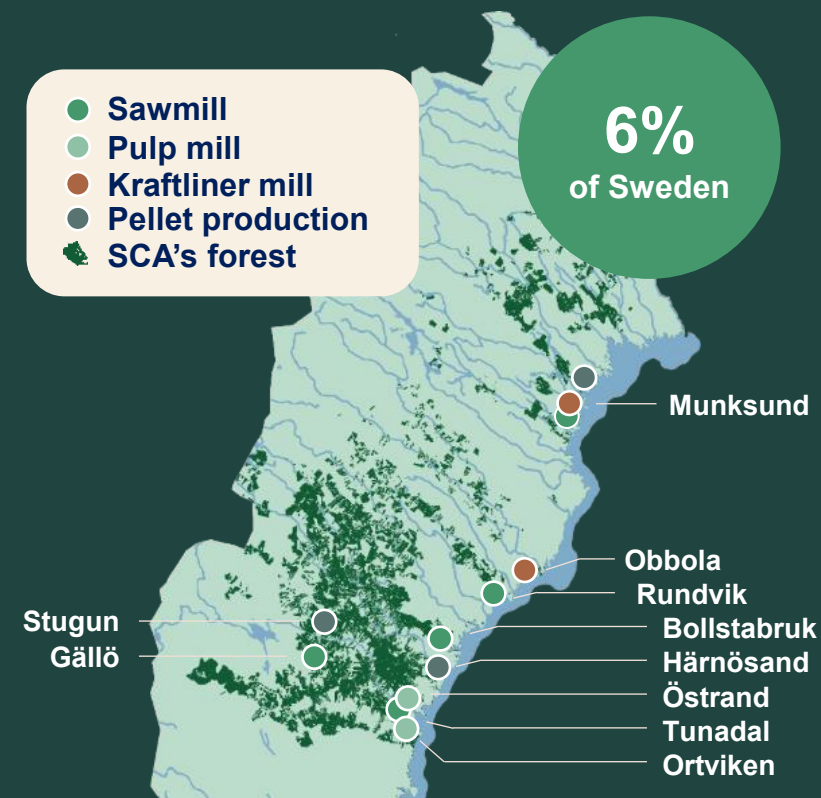 Sawmill
Pulp mill
Kraftliner mill
Pellet production
SCA's forest
6%
of Sweden
Munksund
Obbola
Rundvik
Stugun
Bollstabruk
Gällö
Härnösand
Östrand
Tunadal
Ortviken